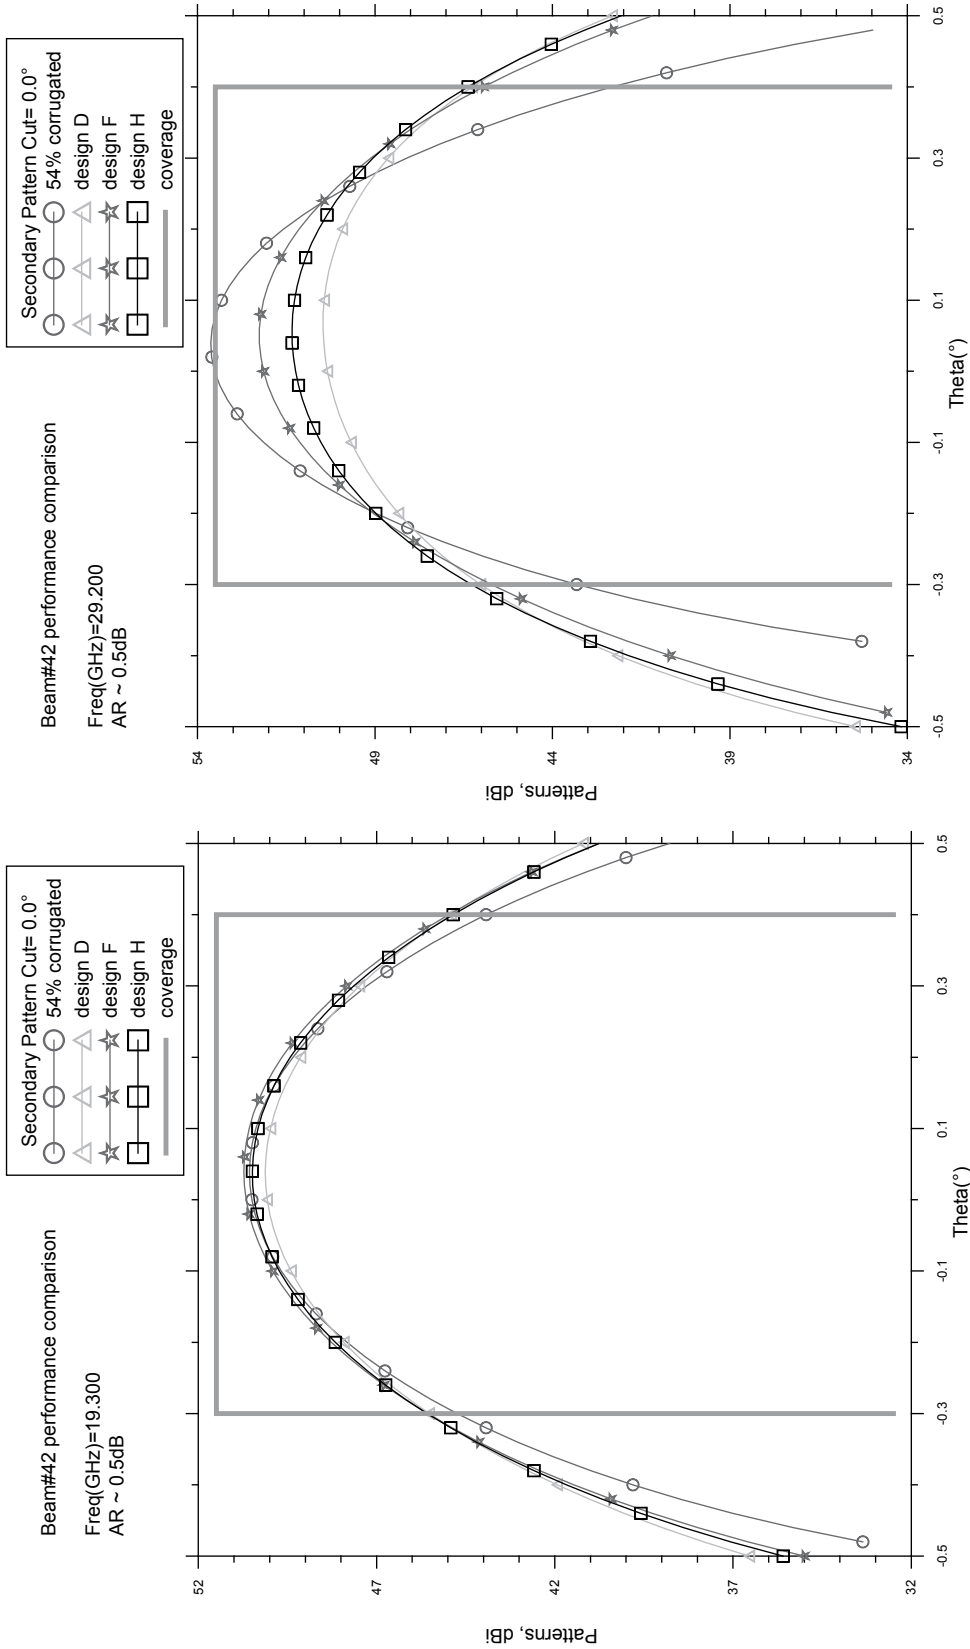 Beam#42 performance comparison
Freq(GHz)=19.300
AR ~ 0.5dB
Secondary Pattern Cut= 0.0°
54% corrugated
design D
design F
design H
coverage
52
47
42
37
32
Patterns, dBi
-0.5
-0.3
-0.1
0.1
0.3
0.5
Theta(°)
Beam#42 performance comparison
Freq(GHz)=29.200
AR ~ 0.5dB
Secondary Pattern Cut= 0.0°
54% corrugated
design D
design F
design H
coverage
54
49
44
39
34
Patterns, dBi
-0.5
-0.3
-0.1
0.1
0.3
0.5
Theta(°)